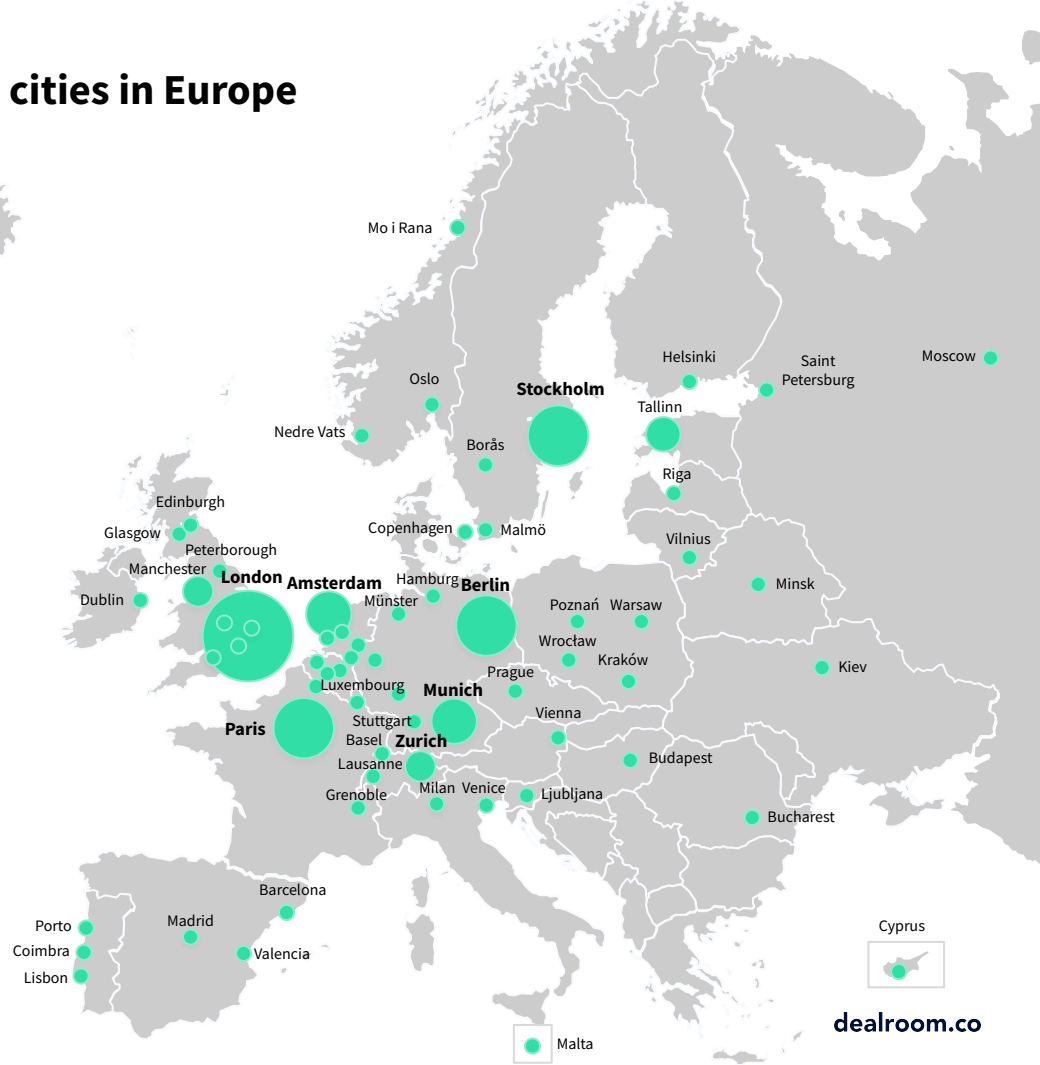 cities in Europe
Mo i Rana
Moscow
Helsinki
Saint
Petersburg
Oslo
Stockholm
Tallinn
Nedre Vats
Borås
Riga
Edinburgh
Glasgow
Copenhagen
Malmö
Vilnius
Peterborough
Manchester
London
Amsterdam
Hamburg
Berlin
Minsk
Dublin
Münster
Poznań
Warsaw
Wrocław
Kraków
Kiev
Prague
Luxembourg
Munich
Vienna
Paris
Stuttgart
Basel
Zurich
Budapest
Lausanne
Grenoble
Milan
Venice
Ljubljana
Bucharest
Barcelona
Porto
Madrid
Cyprus
Coimbra
Valencia
Lisbon
dealroom.co
Malta